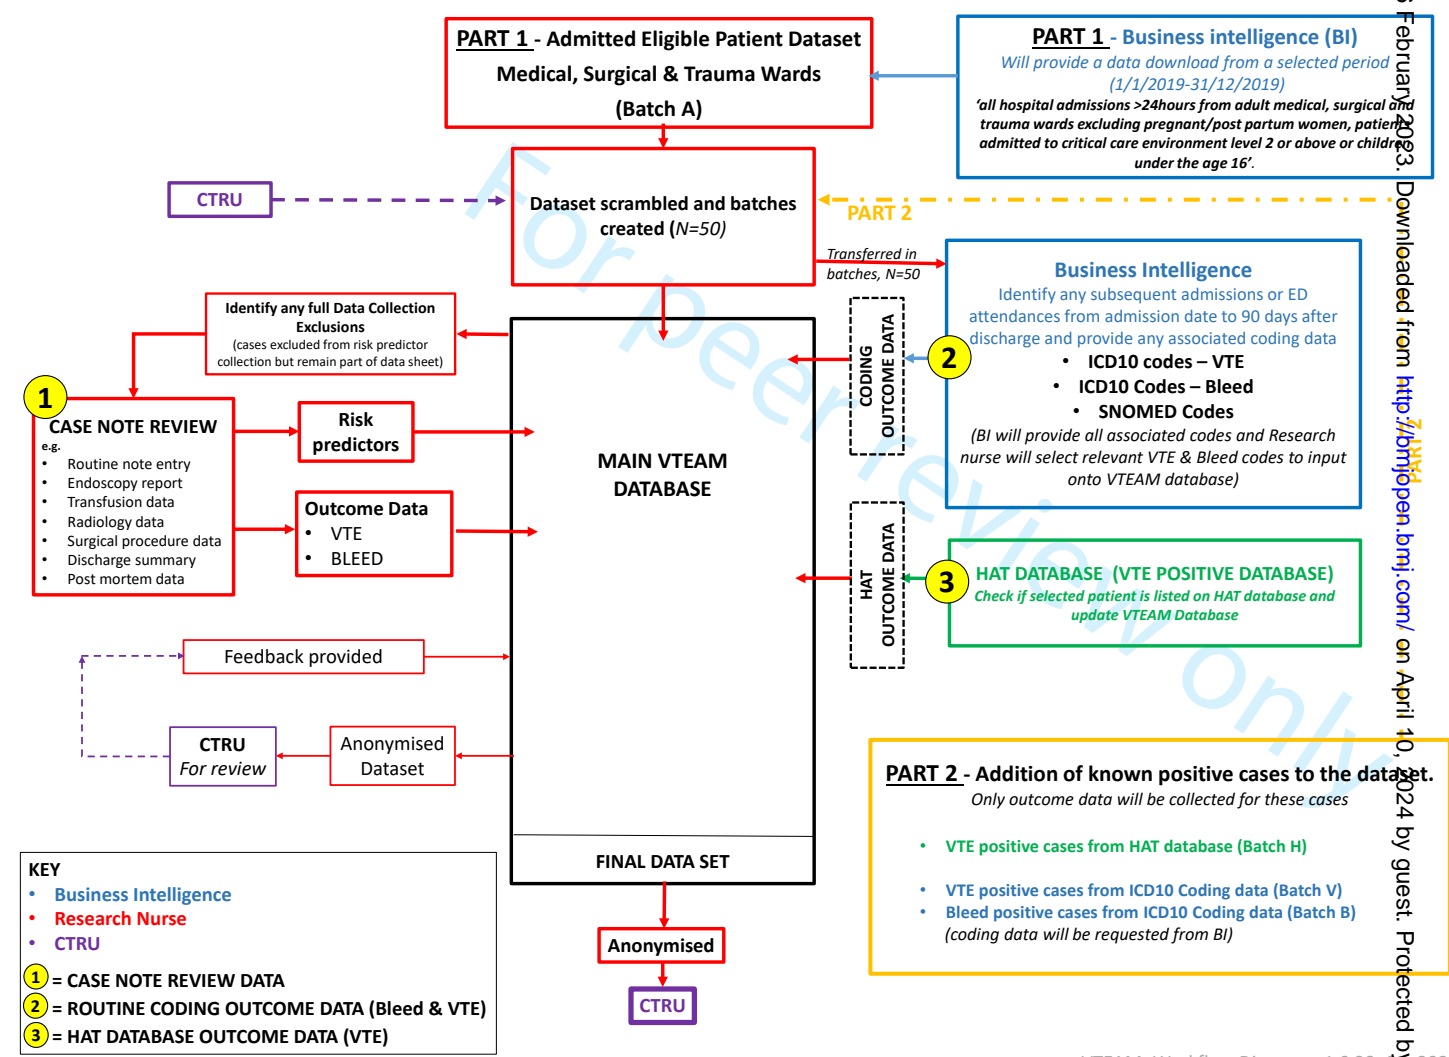 PART 1 - Admitted Eligible Patient Dataset
Medical, Surgical & Trauma Wards
(Batch A)
PART 1 - Business intelligence (BI)
Will provide a data download from a selected period
(1/1/2019-31/12/2019)
‘all hospital admissions >24hours from adult medical, surgical and
trauma wards excluding pregnant/post partum women, patients
admitted to critical care environment level 2 or above or children
under the age 16’.
CTRU
Dataset scrambled and batches
created (N=50)
PART 2
Transferred in
batches, N=50
Business Intelligence
Identify any subsequent admissions or ED
attendances from admission date to 90 days after
discharge and provide any associated coding data
• ICD10 codes – VTE
• ICD10 Codes – Bleed
• SNOMED Codes
(BI will provide all associated codes and Research
nurse will select relevant VTE & Bleed codes to input
onto VTEAM database)
2
CODING
OUTCOME DATA
Identify any full Data Collection
Exclusions
(cases excluded from risk predictor
collection but remain part of data sheet)
1
CASE NOTE REVIEW
e.g.
• Routine note entry
• Endoscopy report
• Transfusion data
• Radiology data
• Surgical procedure data
• Discharge summary
• Post mortem data
Risk
predictors
Outcome Data
• VTE
• BLEED
MAIN VTEAM
DATABASE
HAT
OUTCOME DATA
3
HAT DATABASE (VTE POSITIVE DATABASE)
Check if selected patient is listed on HAT database and
update VTEAM Database
Feedback provided
CTRU
For review
Anonymised
Dataset
PART 2 - Addition of known positive cases to the dataset.
Only outcome data will be collected for these cases
• VTE positive cases from HAT database (Batch H)
• VTE positive cases from ICD10 Coding data (Batch V)
• Bleed positive cases from ICD10 Coding data (Batch B)
(coding data will be requested from BI)
FINAL DATA SET
Anonymised
CTRU
KEY
• Business Intelligence
• Research Nurse
• CTRU
1 = CASE NOTE REVIEW DATA
2 = ROUTINE CODING OUTCOME DATA (Bleed & VTE)
3 = HAT DATABASE OUTCOME DATA (VTE)
PART 2
For peer review only
February 2023. Downloaded from http://bmjopen.bmj.com/ on April 10, 2024 by guest. Protected by